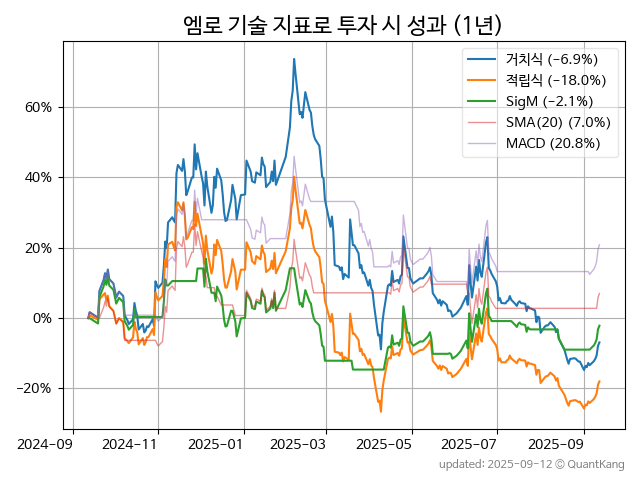 엠로 기술 지표로 투자 시 성과 (1년)
거치식 (−6.9%)
적립식 (−18.0%)
SigM (−2.1%)
SMA(20) (7.0%)
MACD (20.8%)
60%
40%
20%
0%
−20%
2024-09 2024-11 2025-01 2025-03 2025-05 2025-07 2025-09
updated: 2025-09-12 © QuantKang